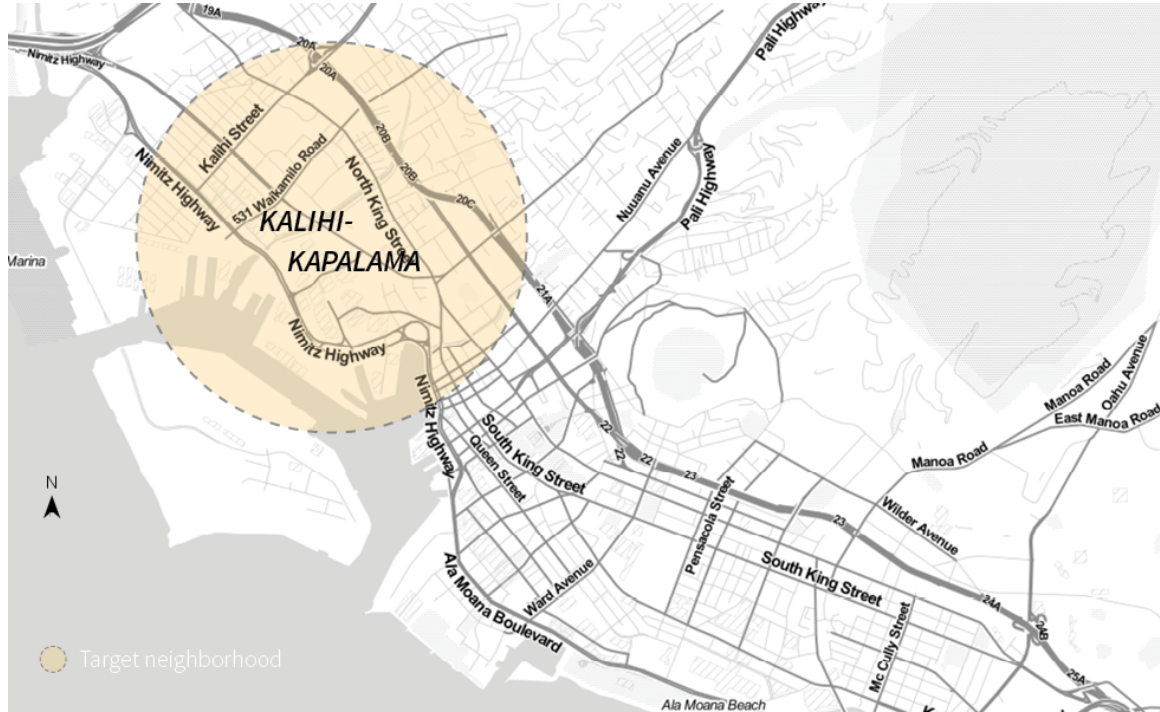 19A
20A
Pali Highway
Nimitz Highway
20A
Kalihi Street
20B
Nimitz Highway
531 Waikamilo Road
North King Street
20B
Nuuanu Avenue
Pali Highway
20C
KALIHI-
KAPALAMA
Marina
21A
Nimitz Highway
Oahu Avenue
Manoa Road
Nimitz Highway
East Manoa Road
22
South King Street
Queen Street
22
22
Manoa Road
23
N
Pensacola Street
Wilder Avenue
23
South King Street
Ala Moana Boulevard
Ward Avenue
24A
Mc Cully Street
24B
Target neighborhood
25A
Ala Moana Beach